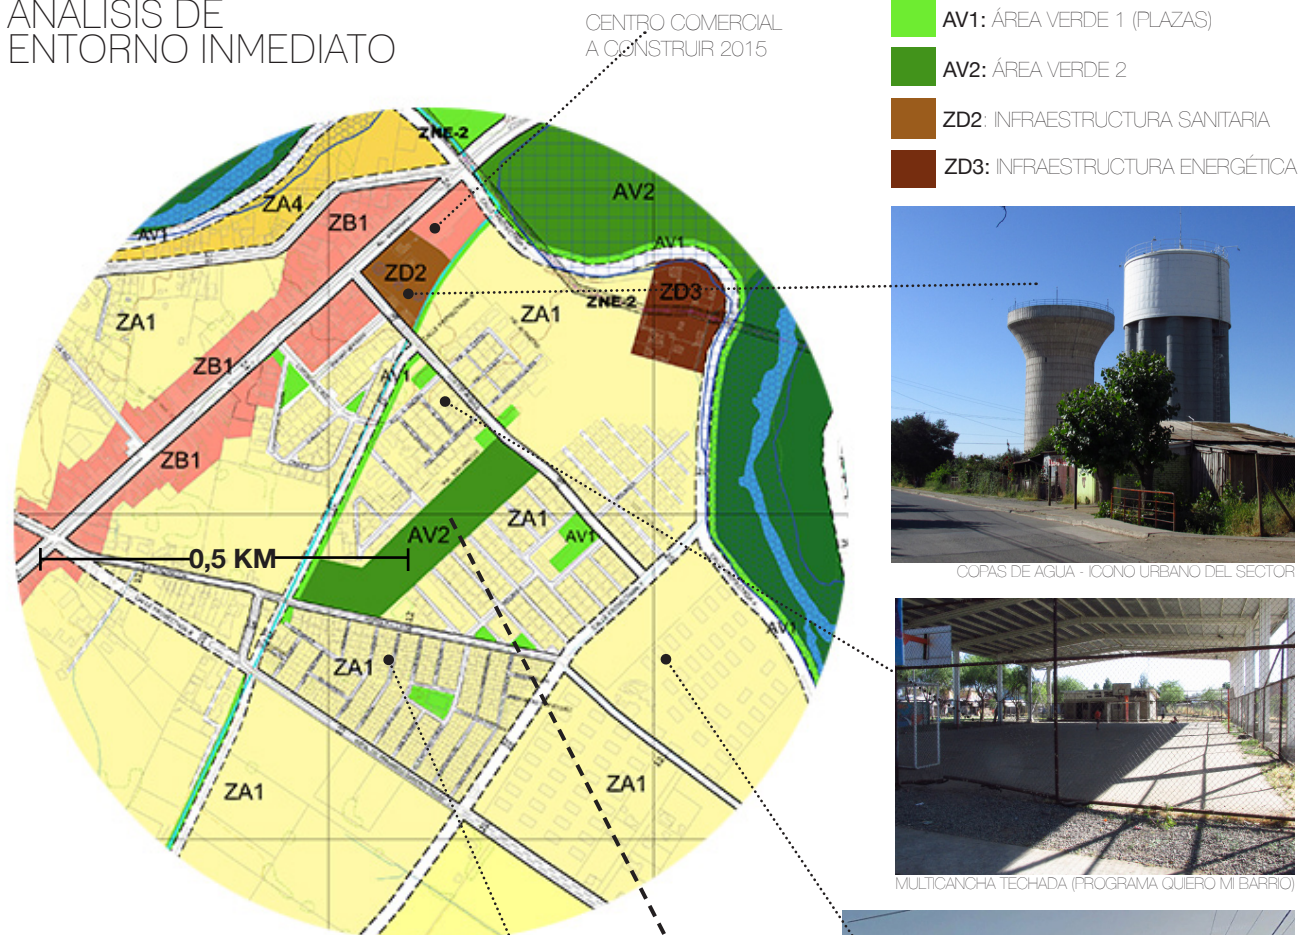 ANÁLISIS DE
ENTORNO INMEDIATO
CENTRO COMERCIAL
A CONSTRUIR 2015
AV1: ÁREA VERDE 1 (PLAZAS)
AV2: ÁREA VERDE 2
ZD2: INFRAESTRUCTURA SANITARIA
ZD3: INFRAESTRUCTURA ENERGÉTICA
ZNE-2
AV2
ZA4
ZB1
AV1
AV1
ZD2
ZD3
ZNE-2
ZA1
ZA1
ZB1
AV1
ZB1
ZA1
AV2
AV1
0,5 KM
AV1
ZA1
ZA1
ZA1
COPAS DE AGUA - ICONO URBANO DEL SECTOR
MULTICANCHA TECHADA (PROGRAMA QUIERO MI BARRIO)